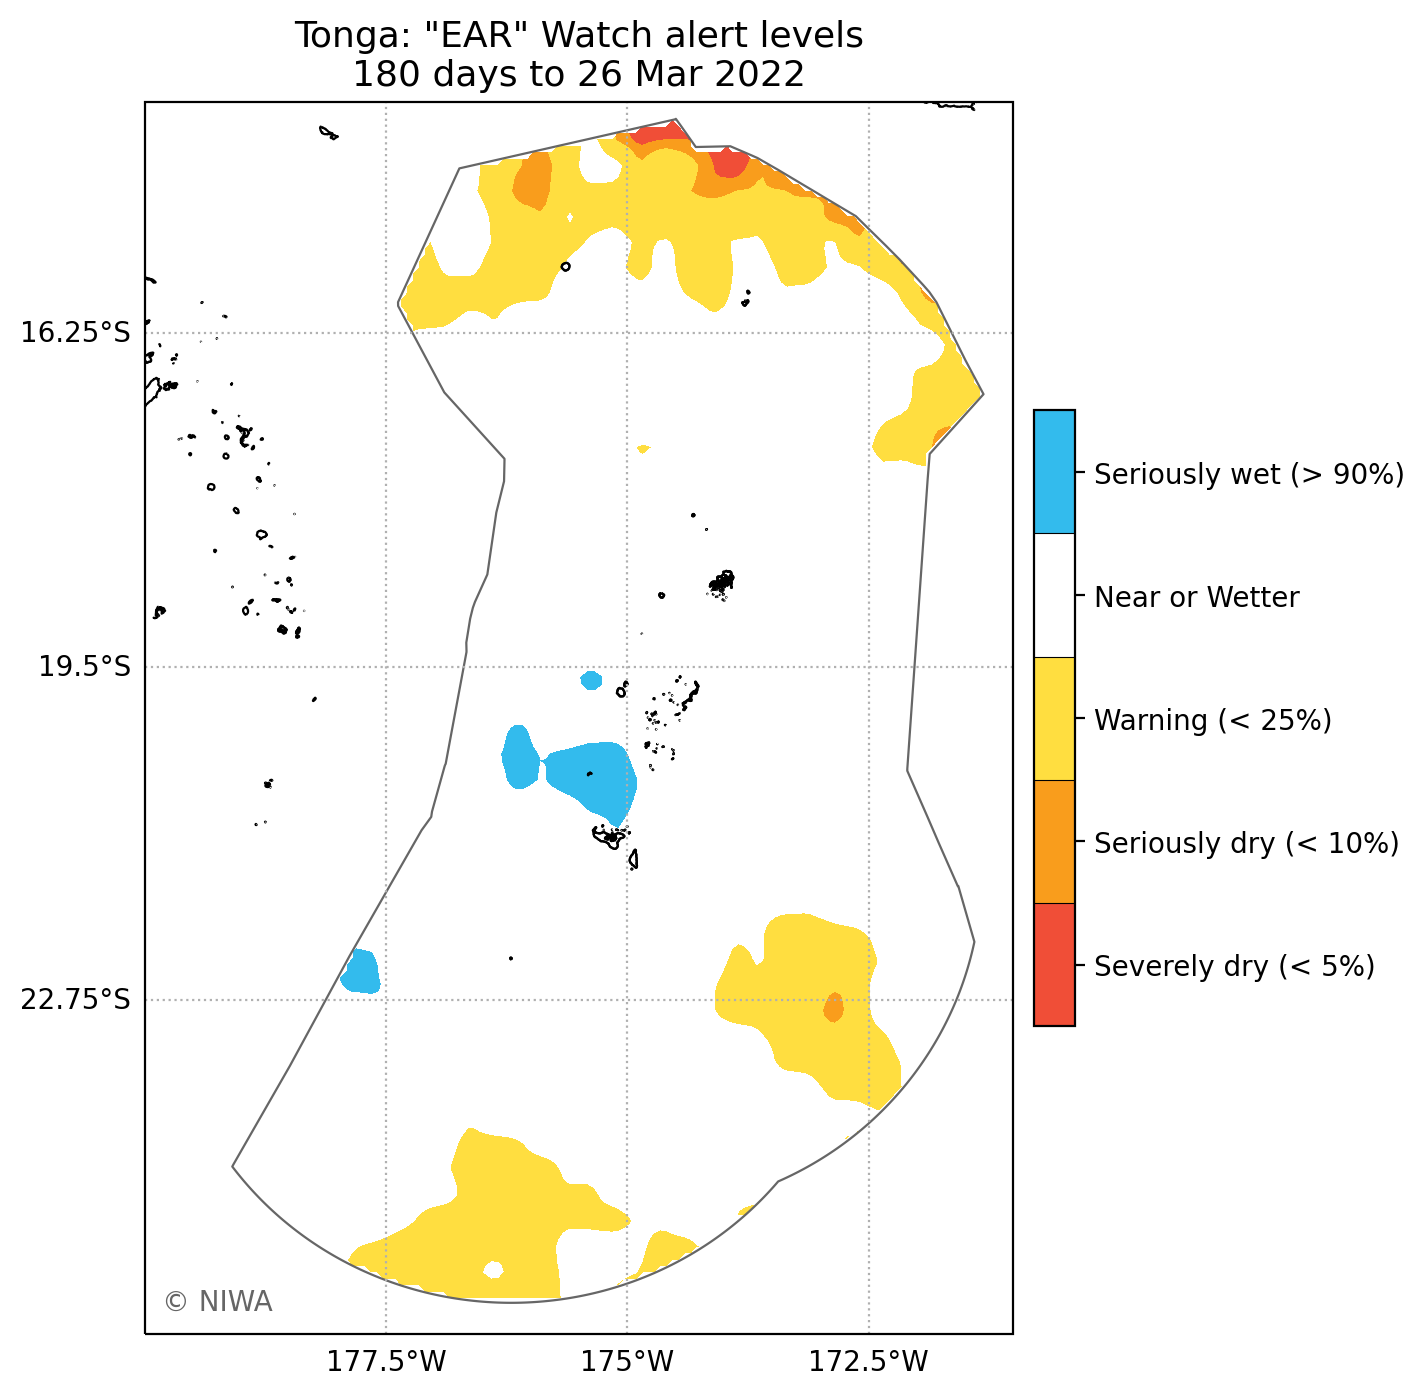 Tonga: "EAR" Watch alert levels
180 days to 26 Mar 2022
16.25°S
19.5°S
22.75°S
177.5°W
175°W
172.5°W
Seriously wet (> 90%)
Near or Wetter
Warning (< 25%)
Seriously dry (< 10%)
Severely dry (< 5%)
© NIWA